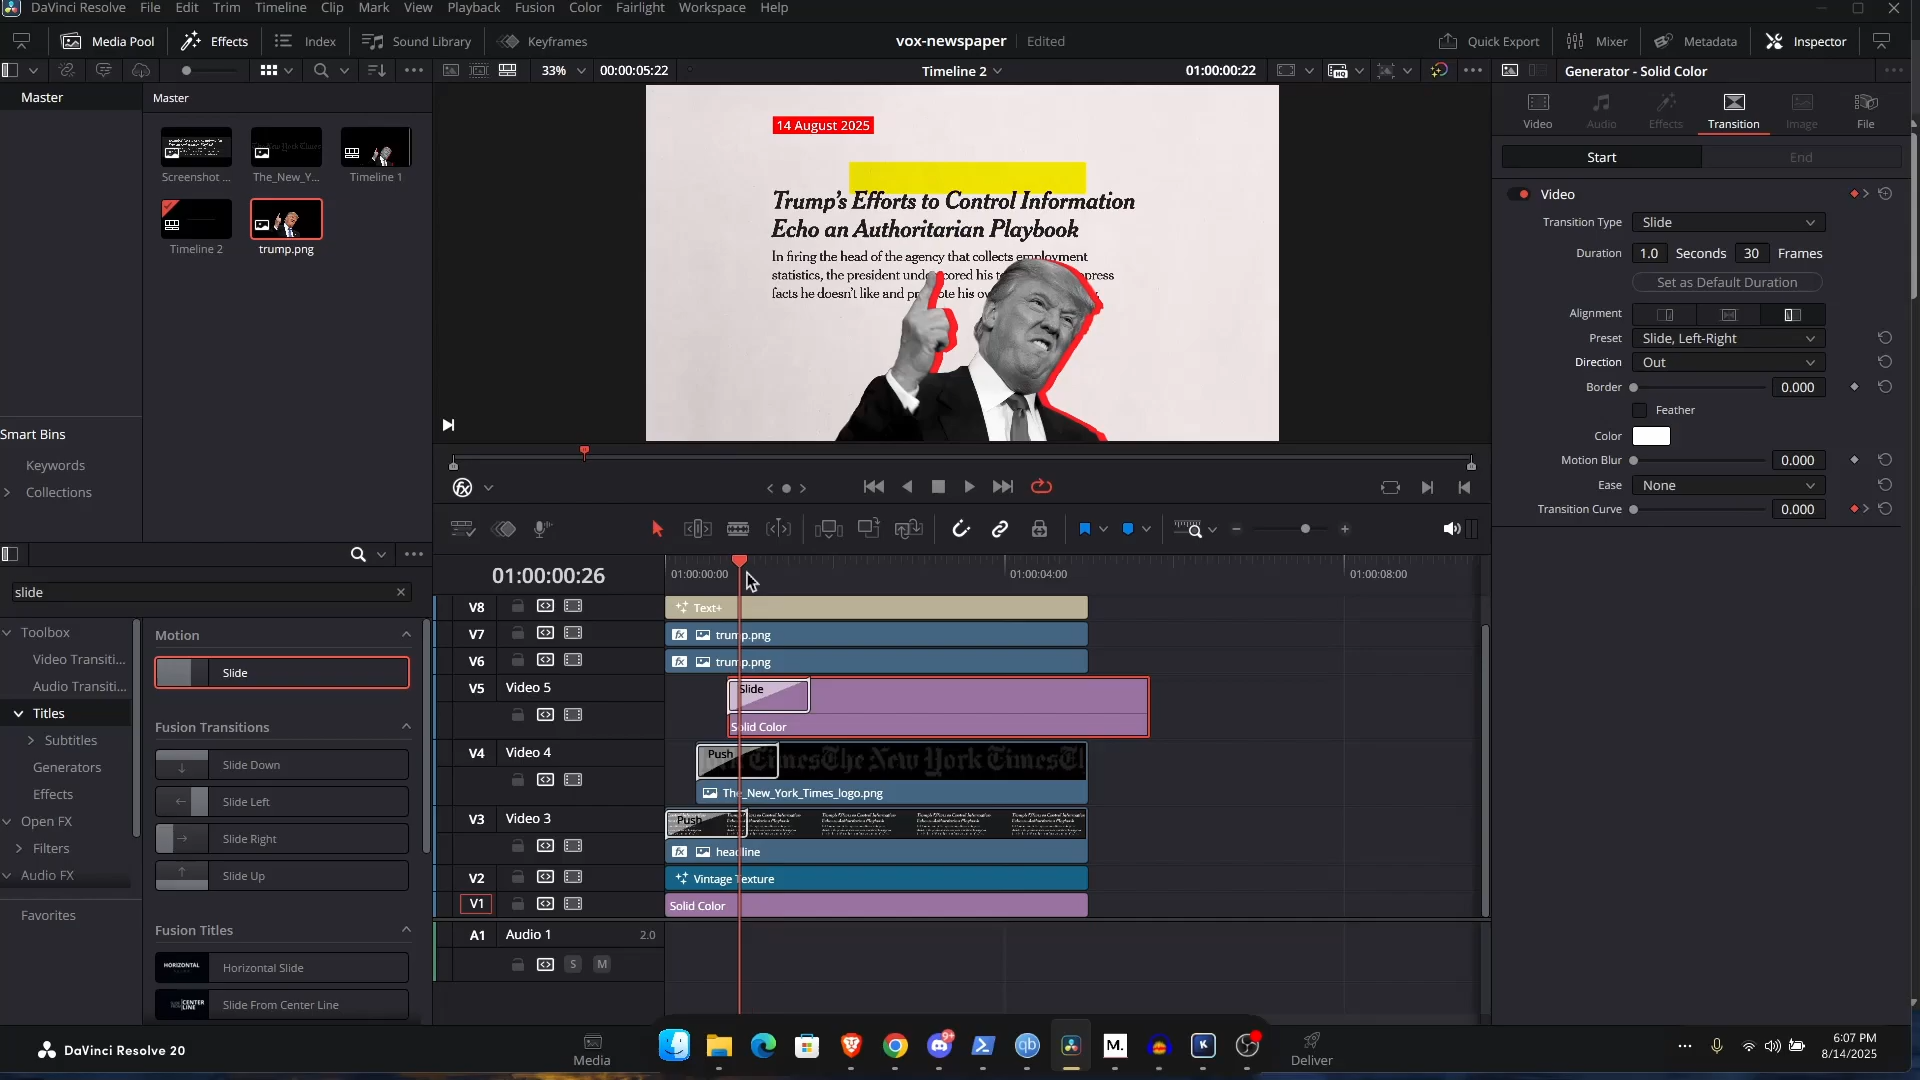 DaVinci Resolve File Edit Trim Timeline Clip Mark View Playback Fusion Color Fairlight Workspace Help
Media Pool Effects Index Sound Library Keyframes vox-newspaper Edited Quick Export Mixer Metadata Inspector
33% 00:00:05:22 Timeline 2 01:00:00:22 Generator - Solid Color
Master Master
Screenshot ... The_New_Y... Timeline 1
Timeline 2 trump.png
Smart Bins
Keywords
Collections
14 August 2025
Trump's Efforts to Control Information
Echo an Authoritarian Playbook
In firing the head of the agency that collects employment
statistics, the president
facts he doesn't like and
Video Audio Effects Transition Image File
Start End
Video
Transition Type Slide
Duration 1.0 Seconds 30 Frames
Set as Default Duration
Alignment
Preset Slide, Left-Right
Direction Out
Border 0.000
Feather
Color
Motion Blur 0.000
Ease None
Transition Curve 0.000
slide
Toolbox
Video Transiti...
Audio Transiti...
Titles
Subtitles
Generators
Effects
Open FX
Filters
Audio FX
Favorites
Motion
Slide
Fusion Transitions
Slide Down
Slide Left
Slide Right
Slide Up
Fusion Titles
HORIZONTAL Horizontal Slide
CENTER LINE Slide From Center Line
01:00:00:26 01:00:00:00 01:00:04:00 01:00:08:00
V8 Text+
V7 trump.png
V6 trump.png
V5 Video 5 Slide
Solid Color
V4 Video 4 Push
The_New_York_Times_logo.png
V3 Video 3 Push
headline
V2 Vintage Texture
V1 Solid Color
A1 Audio 1 2.0
S M
DaVinci Resolve 20 Media Deliver
9+ qb M. K
6:07 PM
8/14/2025